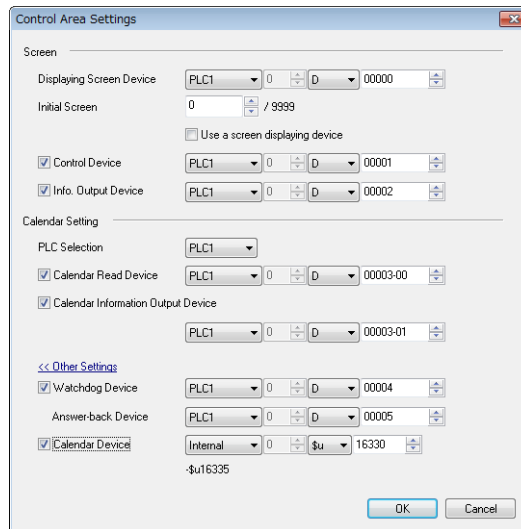 Control Area Settings
Screen
Displaying Screen Device PLC1 0 D 00000
Initial Screen 0 / 9999
Use a screen displaying device
Control Device PLC1 0 D 00001
Info. Output Device PLC1 0 D 00002
Calendar Setting
PLC Selection PLC1
Calendar Read Device PLC1 0 D 00003-00
Calendar Information Output Device
PLC1 0 D 00003-01
<< Other Settings
Watchdog Device PLC1 0 D 00004
Answer-back Device PLC1 0 D 00005
Calendar Device Internal 0 $u 16330
-$u16335
OK Cancel